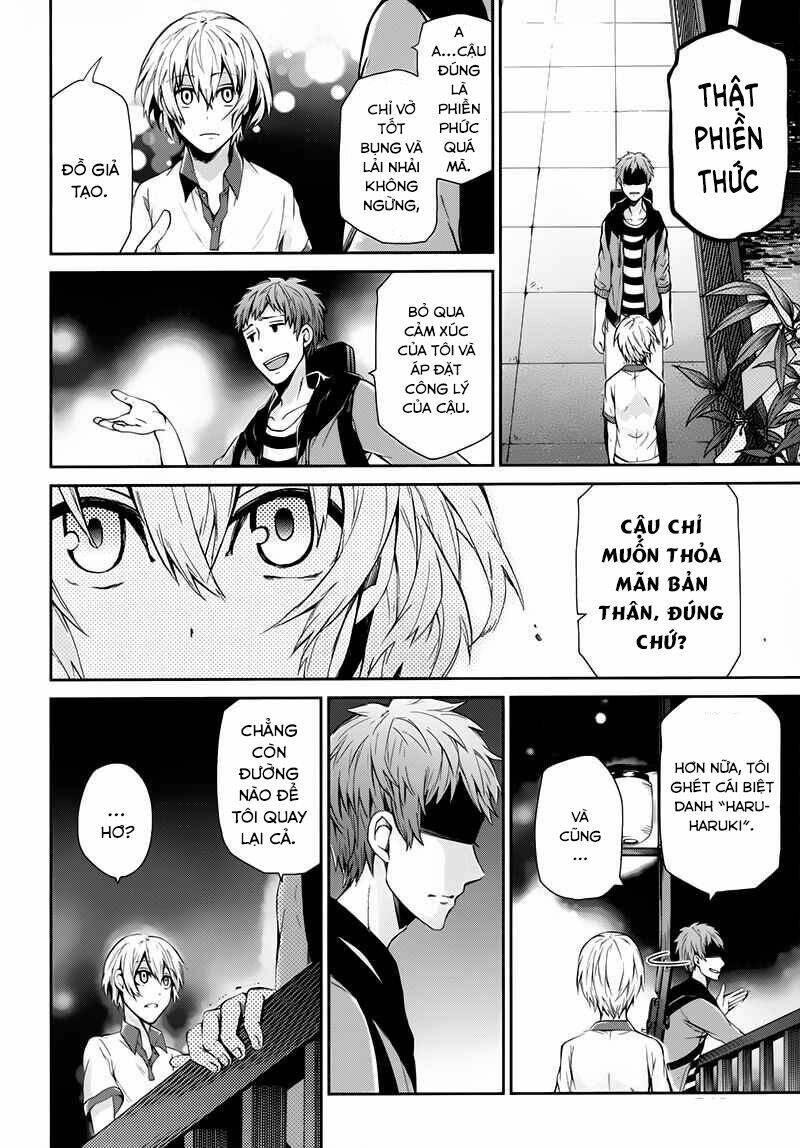 THẬT
PHIỀN
THỨC
A
A...CẬU
ĐÚNG
LÀ
PHIỀN
PHỨC
QUÁ
MÀ.
CHỈ VỜ
TỐT
BỤNG VÀ
LẢI NHẢI
KHÔNG
NGỪNG,
ĐỒ GIẢ
TẠO.
BỎ QUA
CẢM XÚC
CỦA TÔI VÀ
ÁP ĐẶT
CÔNG LÝ
CỦA CẬU.
CẬU CHỈ
MUỐN THỎA
MÃN BẢN
THÂN, ĐÚNG
CHỨ?
HƠN NỮA, TÔI
GHÉT CÁI BIỆT
DANH "HARU-
HARUKI".
VÀ
CŨNG
...
CHẲNG
CÒN
ĐƯỜNG
NÀO ĐỂ
TÔI QUAY
LẠI CẢ.
...
HƠ?